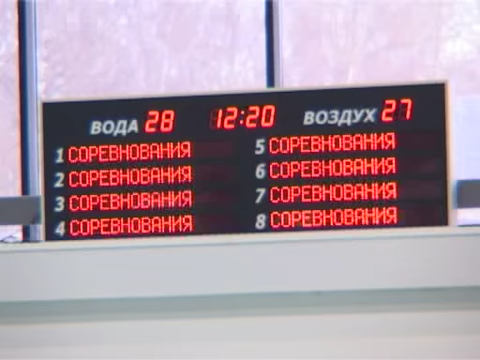 ВОДА 28 12:20 ВОЗДУХ 27
1 СОРЕВНОВАНИЯ 5 СОРЕВНОВАНИЯ
2 СОРЕВНОВАНИЯ 6 СОРЕВНОВАНИЯ
3 СОРЕВНОВАНИЯ 7 СОРЕВНОВАНИЯ
4 СОРЕВНОВАНИЯ 8 СОРЕВНОВАНИЯ